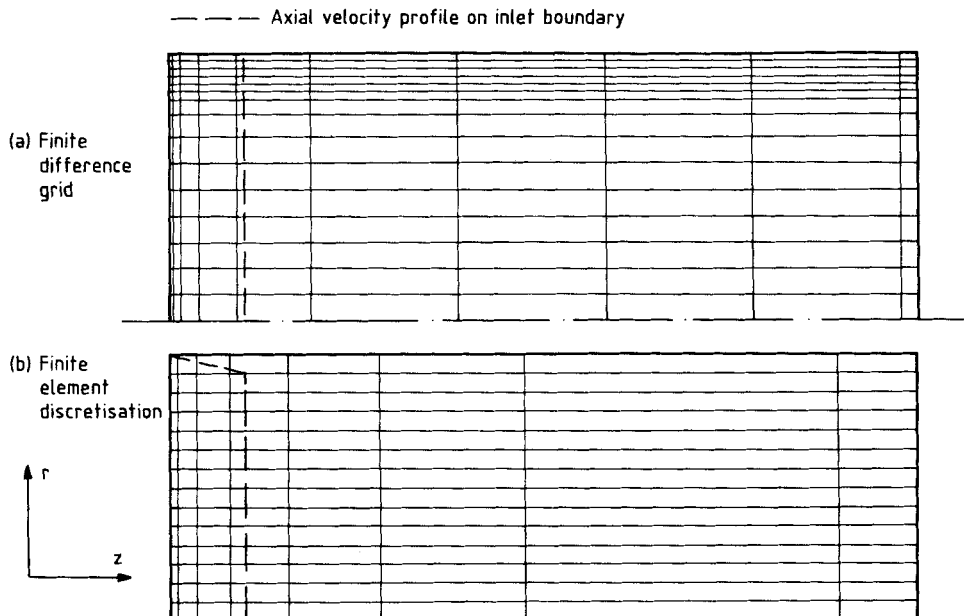 Axial velocity profile on inlet boundary
(a) Finite
difference
grid
(b) Finite
element
discretisation
r
z